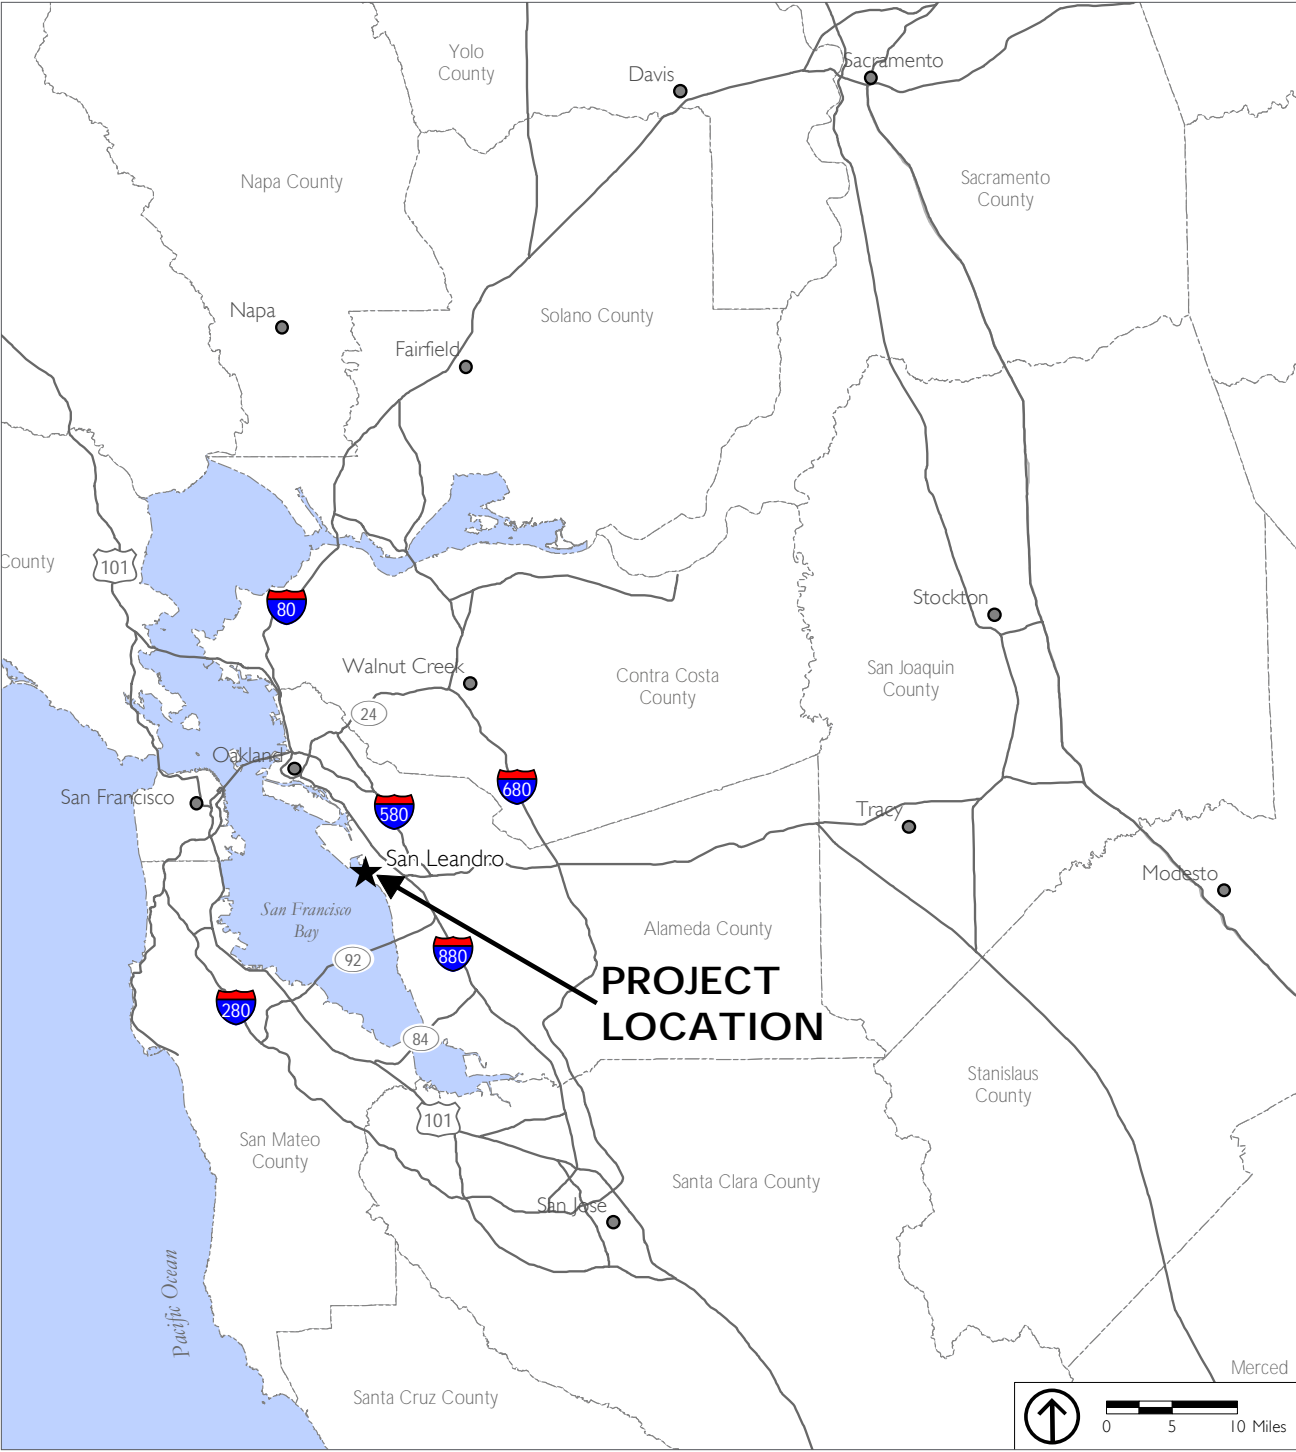 Yolo
County
Davis
Sacramento
Napa County
Sacramento
County
Napa
Solano County
Fairfield
County
101
80
Stockton
Walnut Creek
Contra Costa
County
San Joaquin
County
24
Oakland
680
San Francisco
580
Tracy
San Leandro
Modesto
San Francisco
Bay
Alameda County
92
880
PROJECT
LOCATION
280
84
Stanislaus
County
101
San Mateo
County
Santa Clara County
San Jose
Pacific Ocean
Merced
Santa Cruz County
0 5 10 Miles